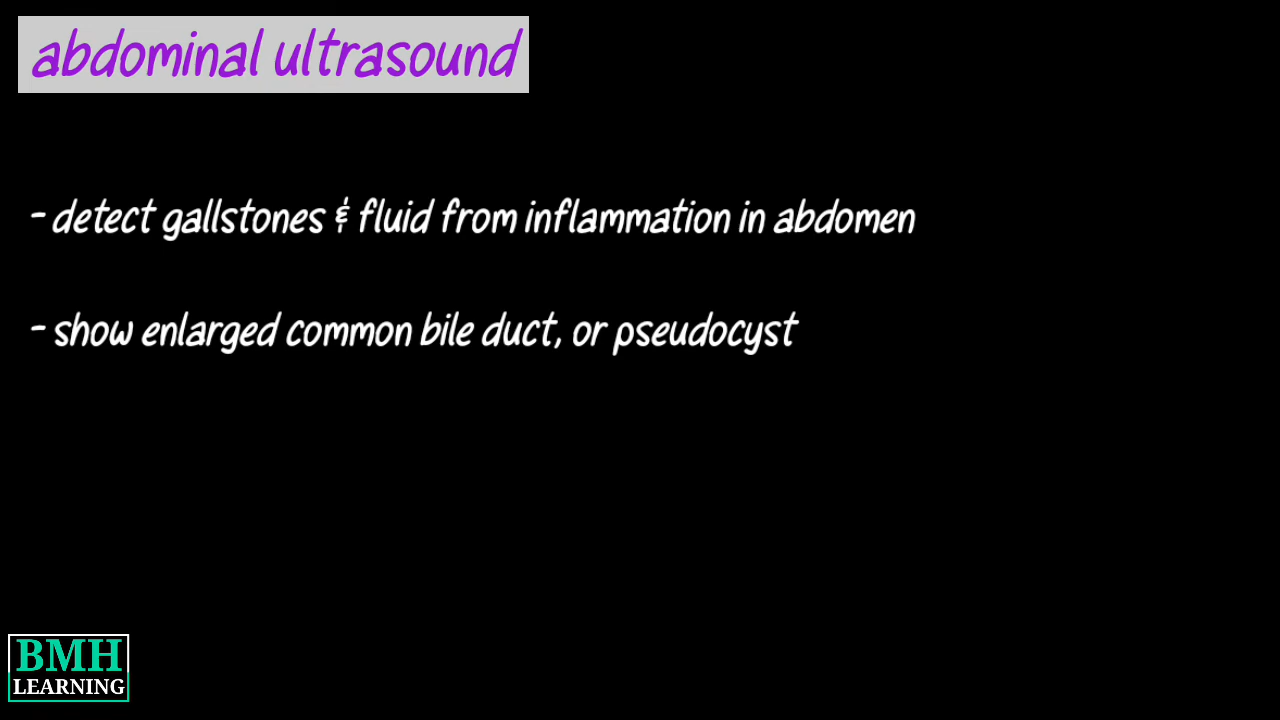 abdominal ultrasound
- detect gallstones & fluid from inflammation in abdomen
- show enlarged common bile duct, or pseudocyst
BMH
LEARNING